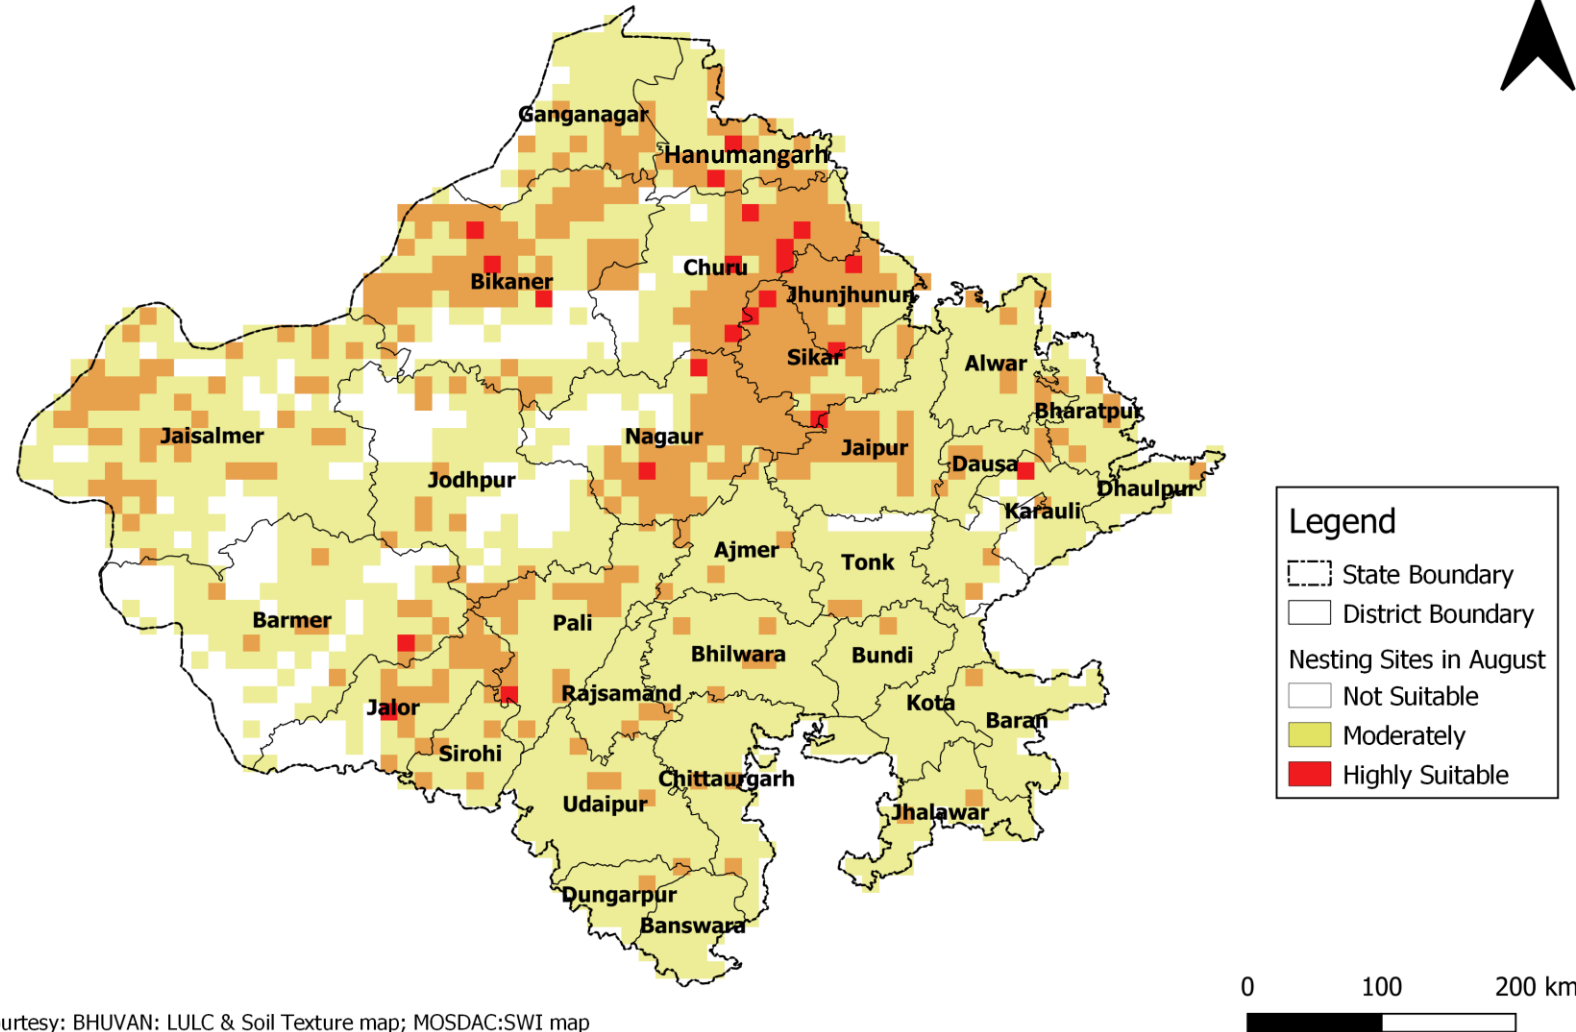 Ganganagar
Hanumangarh
Churu
Bikaner
Jhunjhunun
Sikar
Alwar
Bharatpur
Jaisalmer
Nagaur
Jaipur
Dausa
Jodhpur
Dhaulpur
Karauli
Ajmer
Tonk
Barmer
Pali
Bhilwara
Bundi
Rajsamand
Kota
Jalor
Baran
Sirohi
Chittaurgarh
Udaipur
Jhalawar
Dungarpur
Banswara
Legend
State Boundary
District Boundary
Nesting Sites in August
Not Suitable
Moderately
Highly Suitable
0 100 200 km
urtesy: BHUVAN: LULC & Soil Texture map; MOSDAC:SWI map